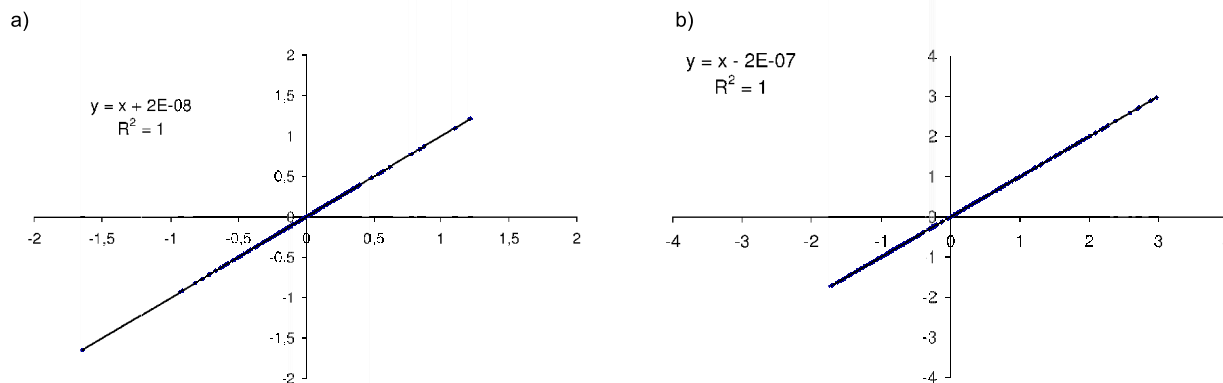 a)
y = x + 2E-08
R² = 1
2
1,5
1
0,5
0
-0,5
-1
-1,5
-2
-2 -1,5 -1 -0,5 0 0,5 1 1,5 2
b)
y = x - 2E-07
R² = 1
4
3
2
1
0
1
-2
-3
-4
-4 -3 -2 -1 0 1 2 3